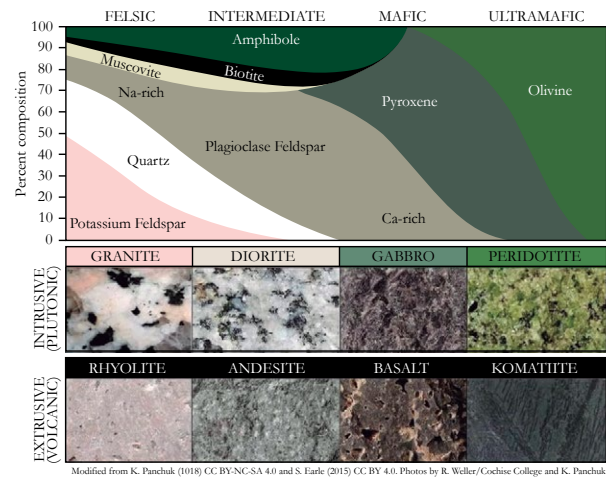 FELSIC INTERMEDIATE MAFIC ULTRAMAFIC
Percent composition
100
90
80
70
60
50
40
30
20
10
0
Amphibole
Muscovite
Biotite
Na-rich
Pyroxene
Olivine
Plagioclase Feldspar
Quartz
Potassium Feldspar
Ca-rich
INTRUSIVE
(PLUTONIC)
GRANITE DIORITE GABBRO PERIDOTITE
EXTRUSIVE
(VOLCANIC)
RHYOLITE ANDESITE BASALT KOMATIITE
Modified from K. Panchuk (1018) CC BY-NC-SA 4.0 and S. Earle (2015) CC BY 4.0. Photos by R. Weller/Cochise College and K. Panchuk